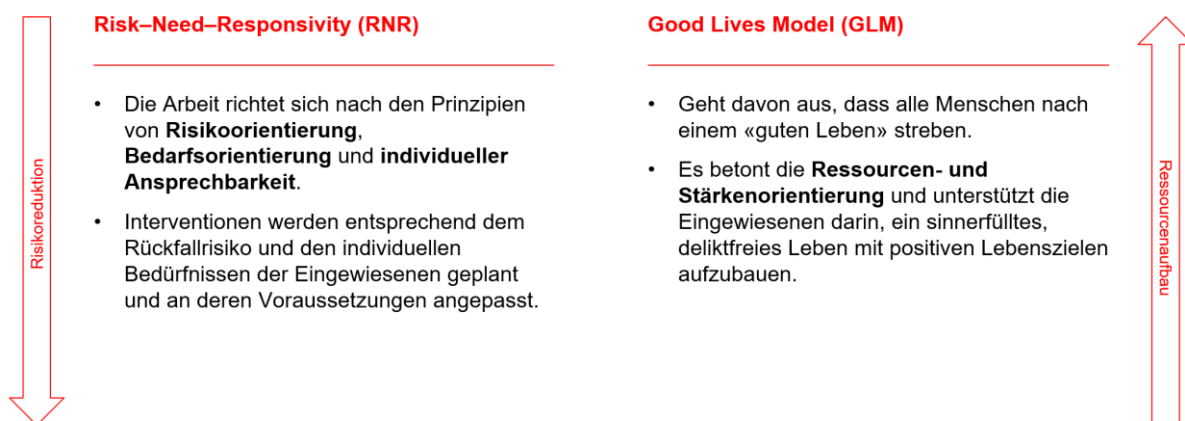 Risk–Need–Responsivity (RNR)
• Die Arbeit richtet sich nach den Prinzipien
von Risikoorientierung,
Bedarfsorientierung und individueller
Ansprechbarkeit.
• Interventionen werden entsprechend dem
Rückfallrisiko und den individuellen
Bedürfnissen der Eingewiesenen geplant
und an deren Voraussetzungen angepasst.
Risikoreduktion
Good Lives Model (GLM)
• Geht davon aus, dass alle Menschen nach
einem «guten Leben» streben.
• Es betont die Ressourcen- und
Stärkenorientierung und unterstützt die
Eingewiesenen darin, ein sinnerfülltes,
deliktfreies Leben mit positiven Lebenszielen
aufzubauen.
Ressourcenaufbau